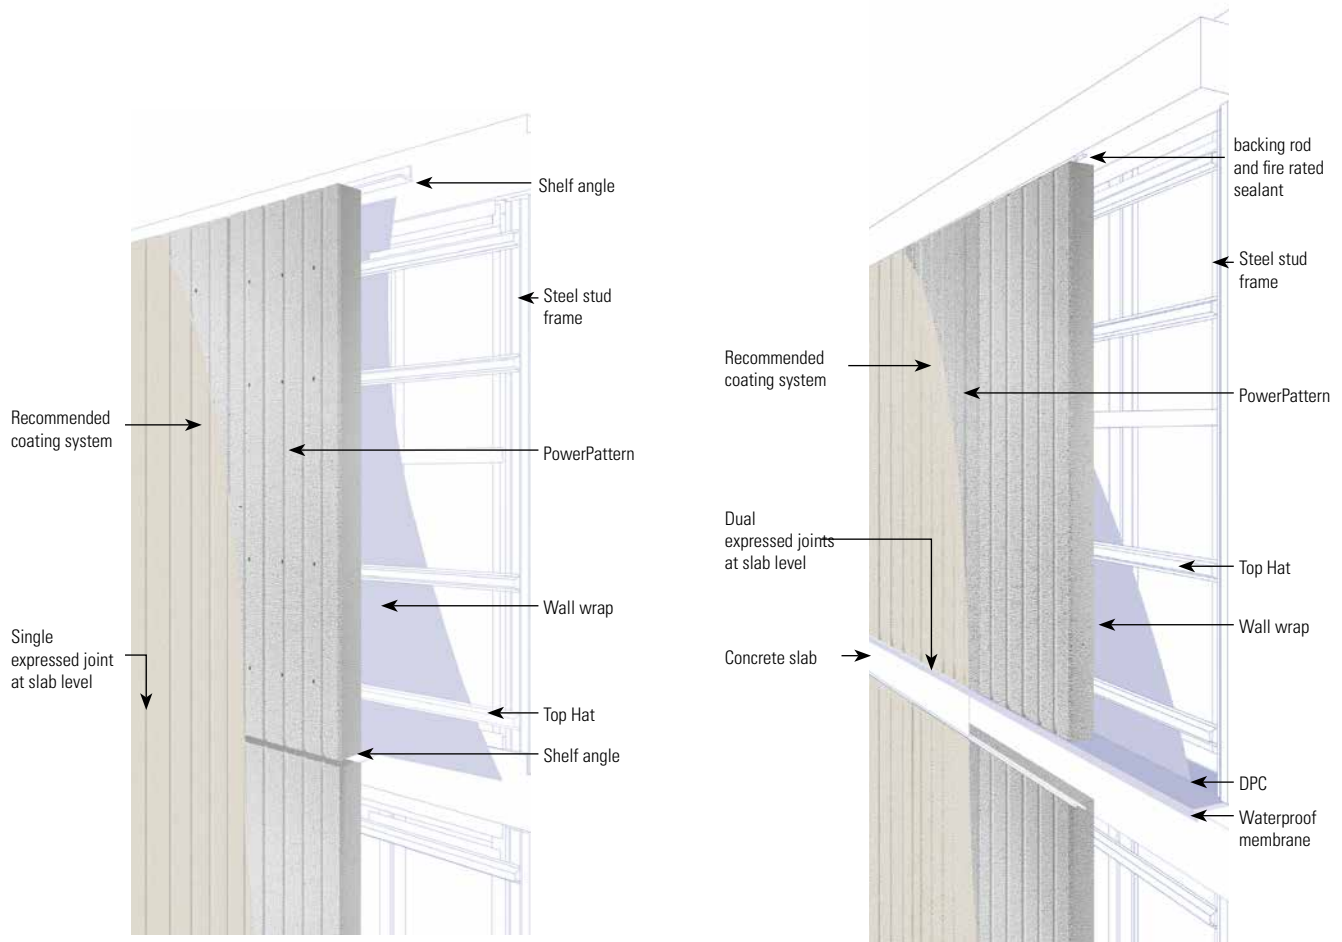 Shelf angle
Steel stud
frame
Recommended
coating system
PowerPattern
Wall wrap
Single
expressed joint
at slab level
Top Hat
Shelf angle
backing rod
and fire rated
sealant
Steel stud
frame
Recommended
coating system
PowerPattern
Dual
expressed joints
at slab level
Top Hat
Wall wrap
Concrete slab
DPC
Waterproof
membrane